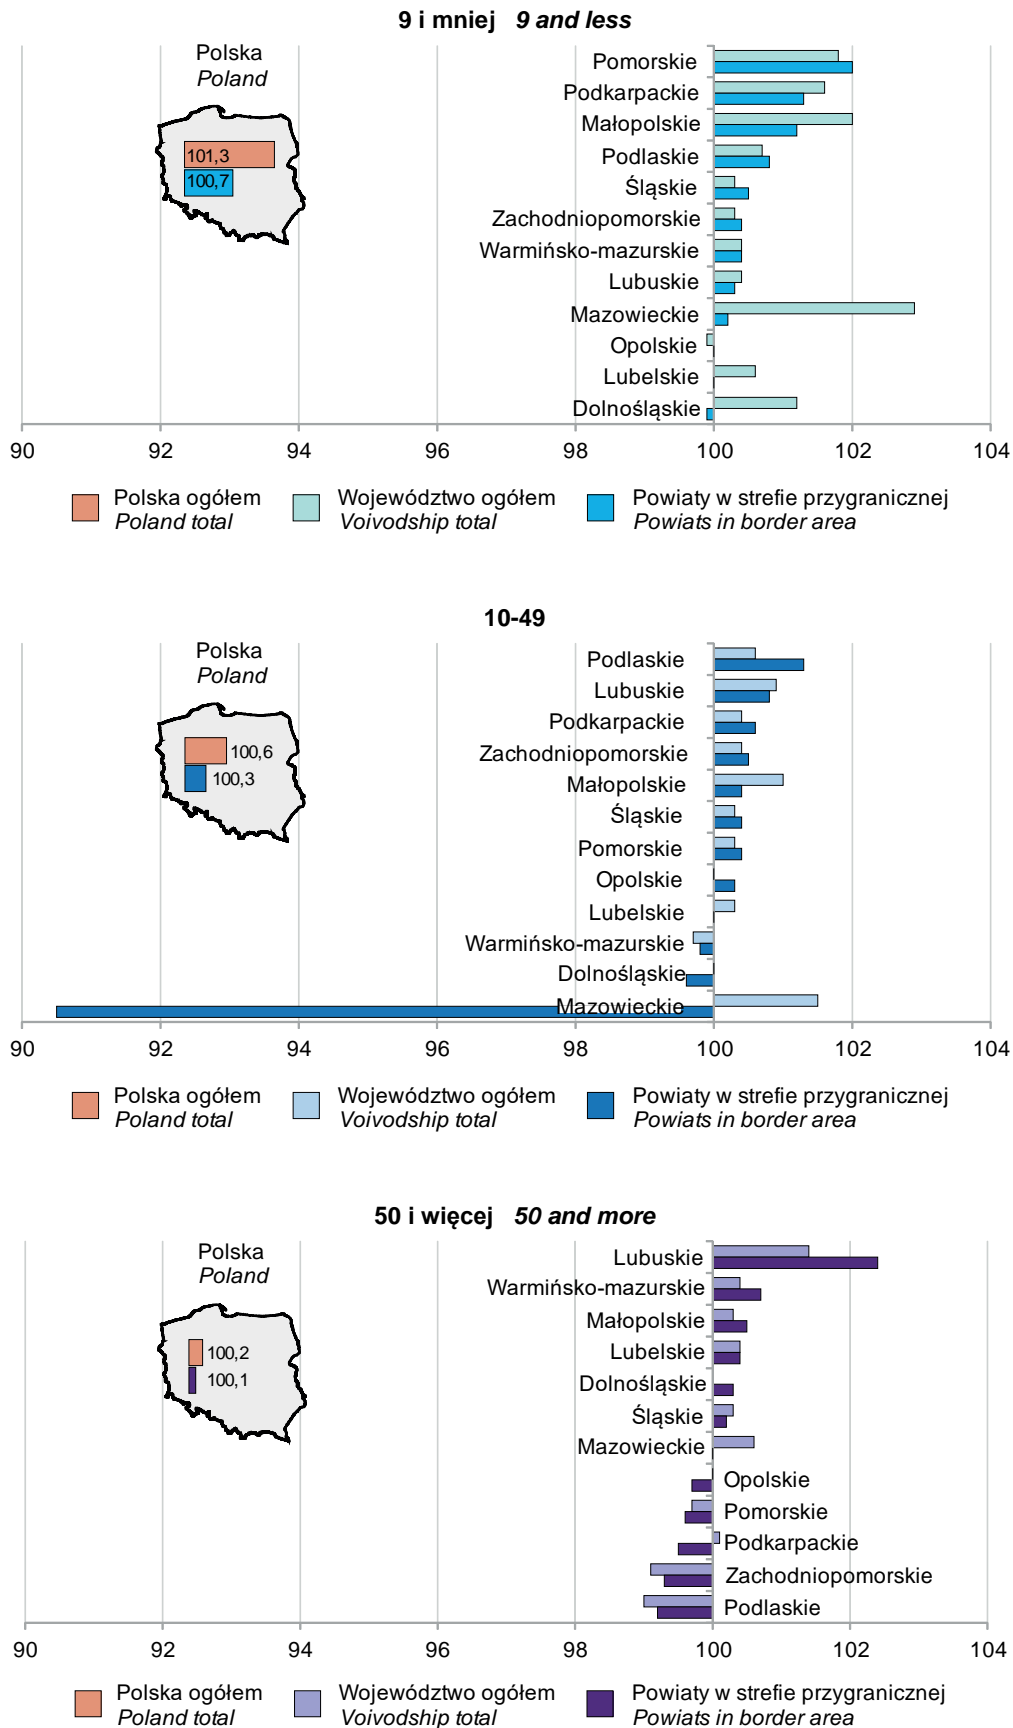 9 i mniej 9 and less
Polska
Poland
101,3
100,7
Pomorskie
Podkarpackie
Małopolskie
Podlaskie
Śląskie
Zachodniopomorskie
Warmińsko-mazurskie
Lubuskie
Mazowieckie
Opolskie
Lubelskie
Dolnośląskie
90 92 94 96 98 100 102 104
Polska ogółem
Poland total
Województwo ogółem
Voivodship total
Powiaty w strefie przygranicznej
Powiats in border area
10-49
Polska
Poland
100,6
100,3
Podlaskie
Lubuskie
Podkarpackie
Zachodniopomorskie
Małopolskie
Śląskie
Pomorskie
Opolskie
Lubelskie
Warmińsko-mazurskie
Dolnośląskie
Mazowieckie
90 92 94 96 98 100 102 104
Polska ogółem
Poland total
Województwo ogółem
Voivodship total
Powiaty w strefie przygranicznej
Powiats in border area
50 i więcej 50 and more
Polska
Poland
100,2
100,1
Lubuskie
Warmińsko-mazurskie
Małopolskie
Lubelskie
Dolnośląskie
Śląskie
Mazowieckie
Opolskie
Pomorskie
Podkarpackie
Zachodniopomorskie
Podlaskie
90 92 94 96 98 100 102 104
Polska ogółem
Poland total
Województwo ogółem
Voivodship total
Powiaty w strefie przygranicznej
Powiats in border area